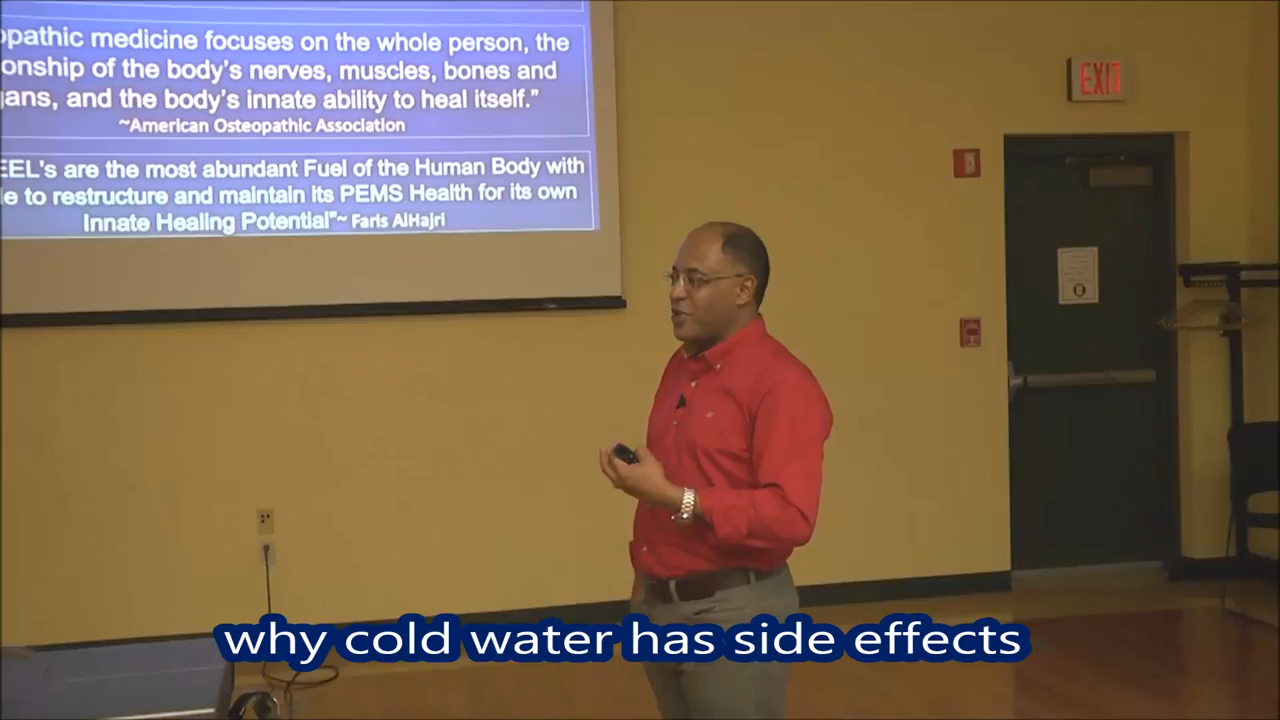 opathic medicine focuses on the whole person, the
onship of the body's nerves, muscles, bones and
gans, and the body's innate ability to heal itself."
~American Osteopathic Association
EEL's are the most abundant Fuel of the Human Body with
le to restructure and maintain its PEMS Health for its own
Innate Healing Potential"~ Faris AlHajri
EXIT
why cold water has side effects